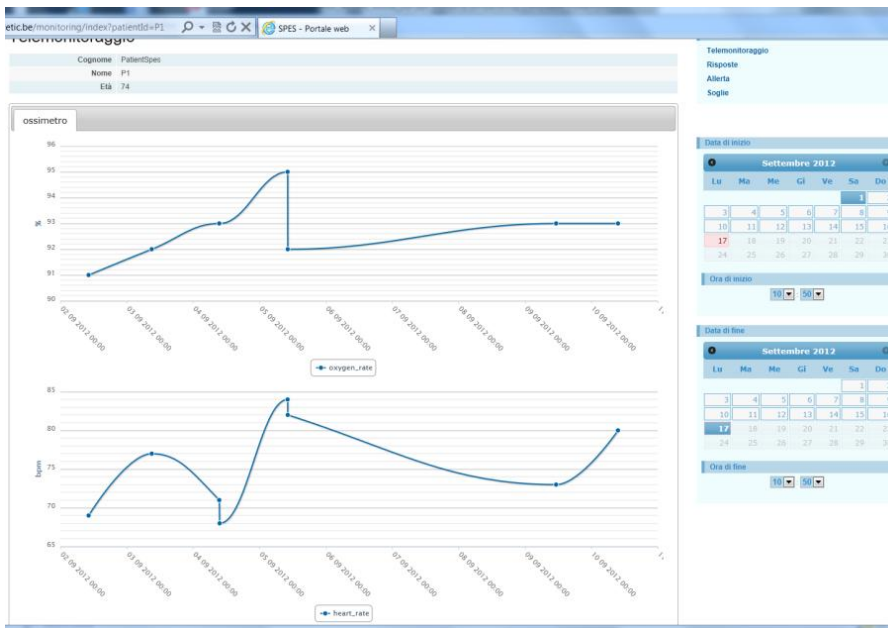 etic.be/monitoring/index?patientId=P1
SPES - Portale web
Telemonitoraggio
Cognome PatientSpes
Nome P1
Età 74
ossimetro
96
95
94
93
92
91
90
%
02 09 2012 00:00
03 09 2012 00:00
04 09 2012 00:00
05 09 2012 00:00
06 09 2012 00:00
07 09 2012 00:00
08 09 2012 00:00
09 09 2012 00:00
10 09 2012 00:00
oxygen_rate
85
80
75
70
65
bpm
02 09 2012 00:00
03 09 2012 00:00
04 09 2012 00:00
05 09 2012 00:00
06 09 2012 00:00
07 09 2012 00:00
08 09 2012 00:00
09 09 2012 00:00
10 09 2012 00:00
heart_rate
Telemonitoraggio
Risposte
Allerta
Soglie
Data di inizio
Settembre 2012
Lu Ma Me Gi Ve Sa Do
1
3 4 5 6 7 8
10 11 12 13 14 15
17 18 19 20 21 22
24 25 26 27 28 29
Ora di inizio
10 50
Data di fine
Settembre 2012
Lu Ma Me Gi Ve Sa Do
1
3 4 5 6 7 8
10 11 12 13 14 15
17 18 19 20 21 22
24 25 26 27 28 29
Ora di fine
10 50